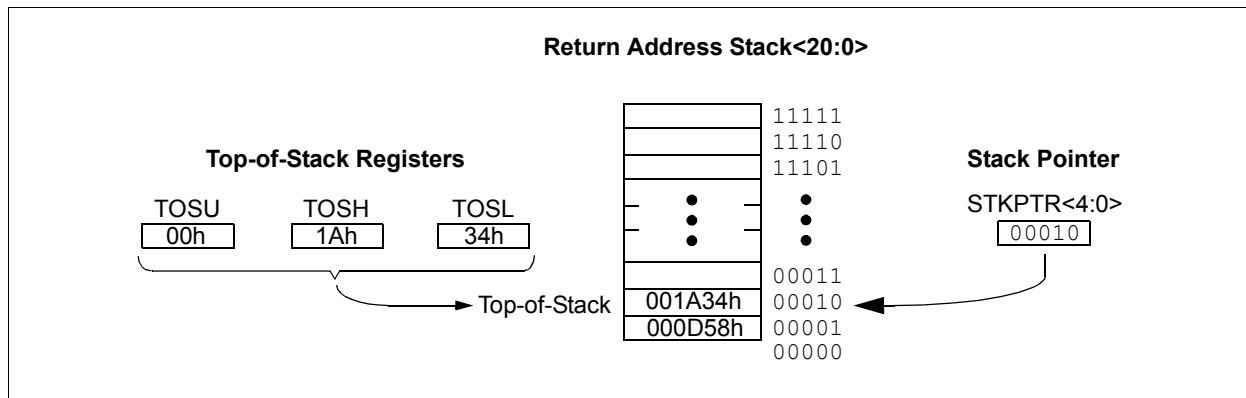 Return Address Stack<20:0>
Top-of-Stack Registers
TOSU TOSH TOSL
00h 1Ah 34h
11111
11110
11101
Stack Pointer
STKPTR<4:0>
00010
00011
Top-of-Stack 001A34h 00010
000D58h 00001
00000